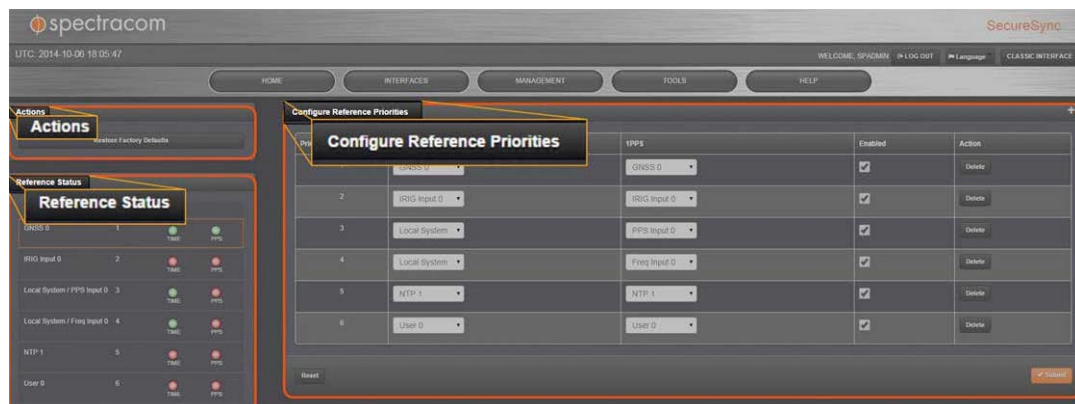 spectracom
SecureSync
UTC: 2014-10-06 18:05:47
WELCOME, SPADMIN LOG OUT Language CLASSIC INTERFACE
HOME INTERFACES MANAGEMENT TOOLS HELP
Actions
Actions
Restore Factory Defaults
Reference Status
Reference Status
GNSS 0 1 TIME PPS
IRIG Input 0 2 TIME PPS
Local System / PPS Input 0 3 TIME PPS
Local System / Freq Input 0 4 TIME PPS
NTP 1 5 TIME PPS
User 0 6 TIME PPS
Configure Reference Priorities
Configure Reference Priorities
1PPS Enabled Action
GNSS 0 GNSS 0 Delete
2 IRIG Input 0 IRIG Input 0 Delete
3 Local System PPS Input 0 Delete
4 Local System Freq Input 0 Delete
5 NTP 1 NTP 1 Delete
6 User 0 User 0 Delete
Reset Submit